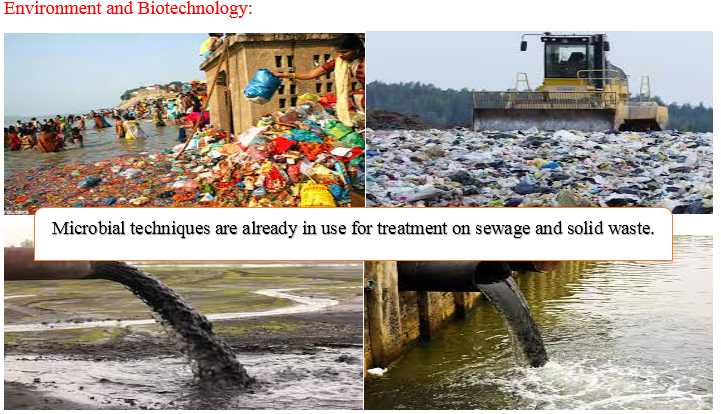 Environment and Biotechnology:
Microbial techniques are already in use for treatment on sewage and solid waste.